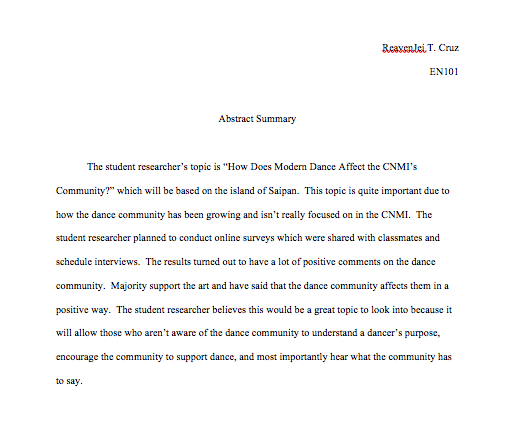 ReavenJei T. Cruz
EN101
Abstract Summary
The student researcher's topic is “How Does Modern Dance Affect the CNMI's
Community?” which will be based on the island of Saipan.  This topic is quite important due to
how the dance community has been growing and isn't really focused on in the CNMI.  The
student researcher planned to conduct online surveys which were shared with classmates and
schedule interviews.  The results turned out to have a lot of positive comments on the dance
community.  Majority support the art and have said that the dance community affects them in a
positive way.  The student researcher believes this would be a great topic to look into because it
will allow those who aren't aware of the dance community to understand a dancer's purpose,
encourage the community to support dance, and most importantly hear what the community has
to say.